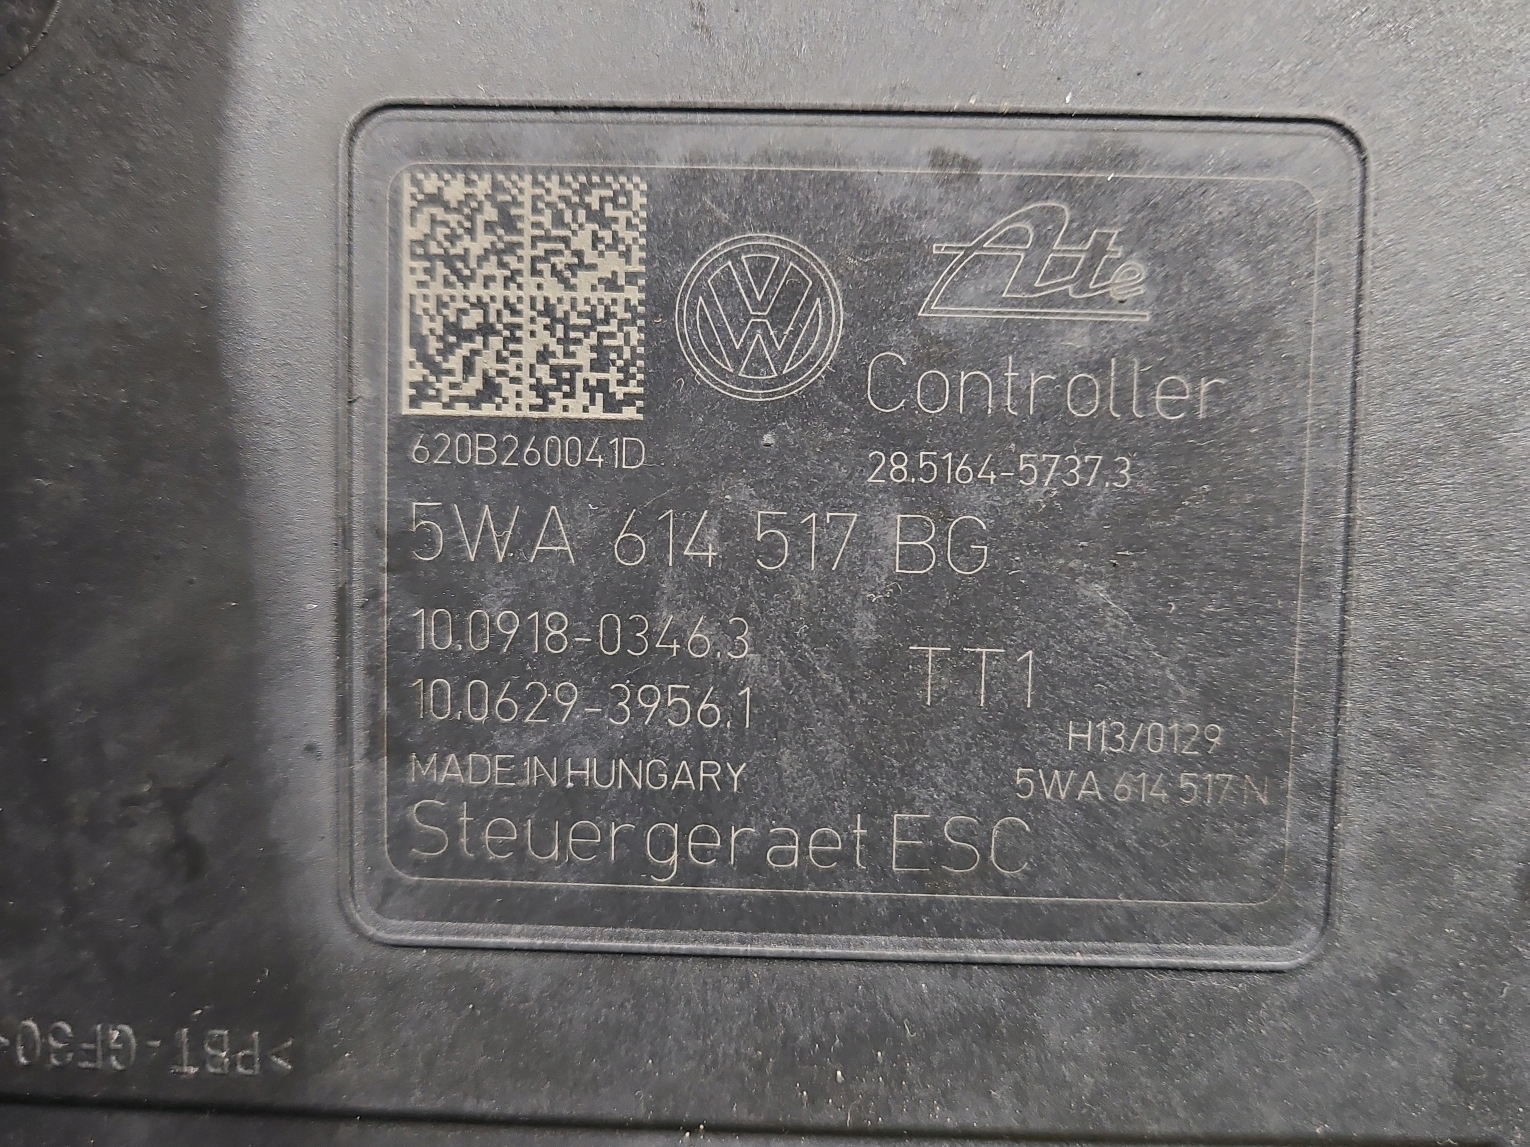 Ate
Controller
620B260041D
28.5164-5737.3
5WA 614 517 BG
10.0918-0346.3
10.0629-3956.1
TT1
H13/0129
MADE IN HUNGARY
5WA 614 517 N
Steuergeraet ESC
>PBT-GF30<